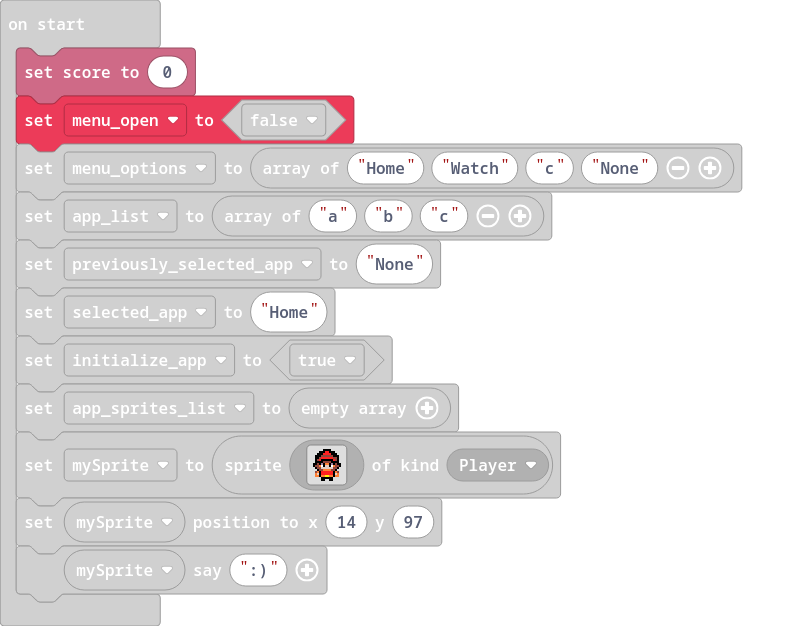 on start
set score to 0
set menu_open to false
set menu_options to array of "Home" "Watch" "c" "None"
set app_list to array of "a" "b" "c"
set previously_selected_app to "None"
set selected_app to "Home"
set initialize_app to true
set app_sprites_list to empty array
set mySprite to sprite of kind Player
set mySprite position to x 14 y 97
mySprite say ":)"